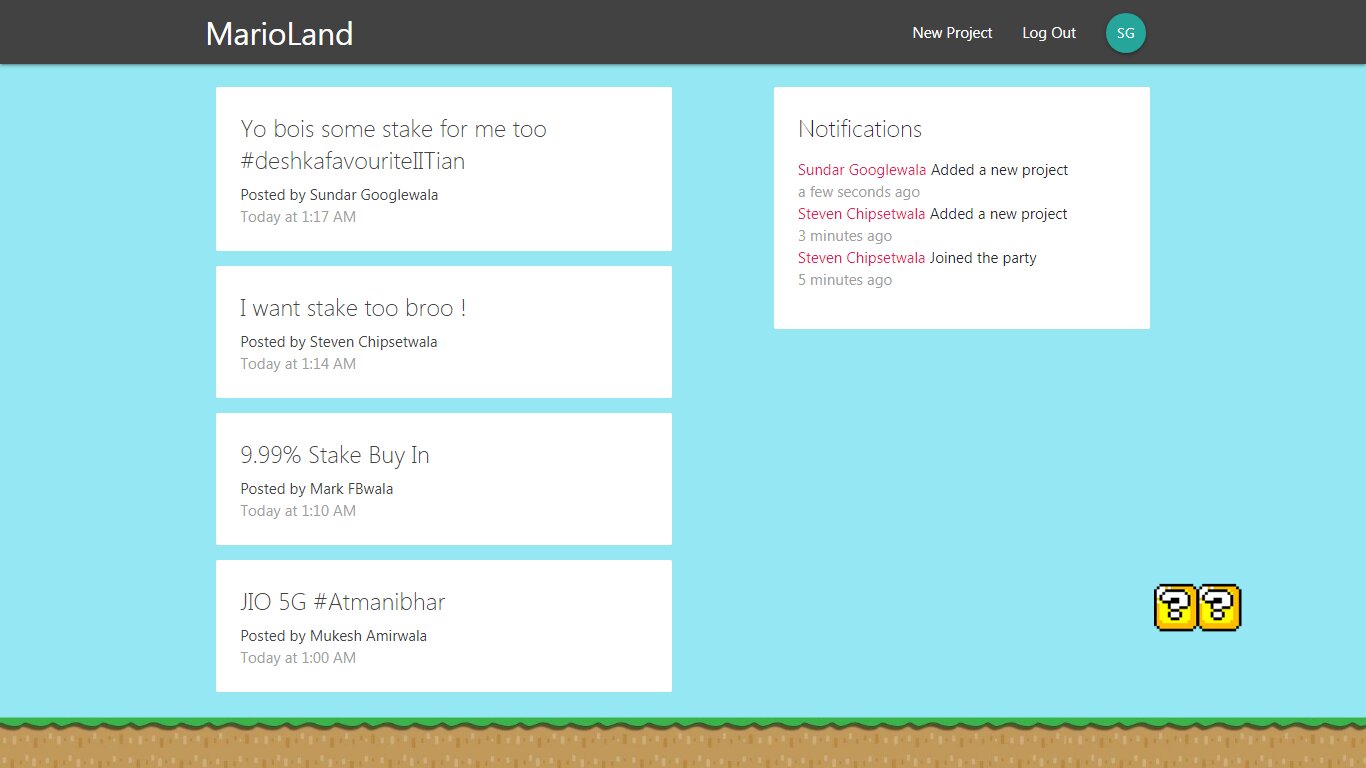 MarioLand
New Project
Log Out
SG
Yo bois some stake for me too
#deshkafavouriteIITian
Posted by Sundar Googlewala
Today at 1:17 AM
I want stake too broo !
Posted by Steven Chipsetwala
Today at 1:14 AM
9.99% Stake Buy In
Posted by Mark FBwala
Today at 1:10 AM
JIO 5G #Atmanibhar
Posted by Mukesh Amirwala
Today at 1:00 AM
Notifications
Sundar Googlewala Added a new project
a few seconds ago
Steven Chipsetwala Added a new project
3 minutes ago
Steven Chipsetwala Joined the party
5 minutes ago
? ?